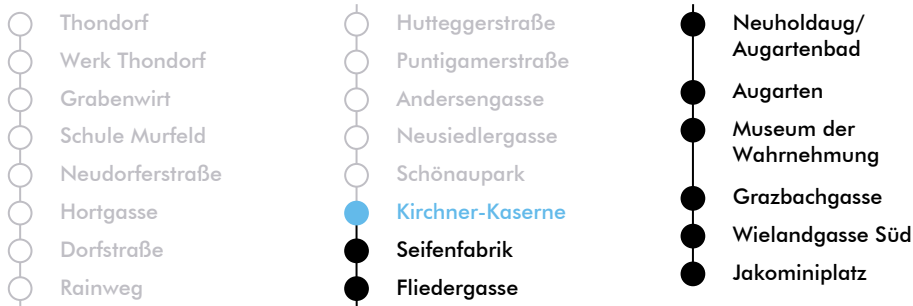 Thondorf
Werk Thondorf
Grabenwirt
Schule Murfeld
Neudorferstraße
Hortgasse
Dorfstraße
Rainweg
Hutteggerstraße
Puntigamerstraße
Andersengasse
Neusiedlergasse
Schönaupark
Kirchner-Kaserne
Seifenfabrik
Fliedergasse
Neuholdaug/
Augartenbad
Augarten
Museum der
Wahrnehmung
Grazbachgasse
Wielandgasse Süd
Jakominiplatz